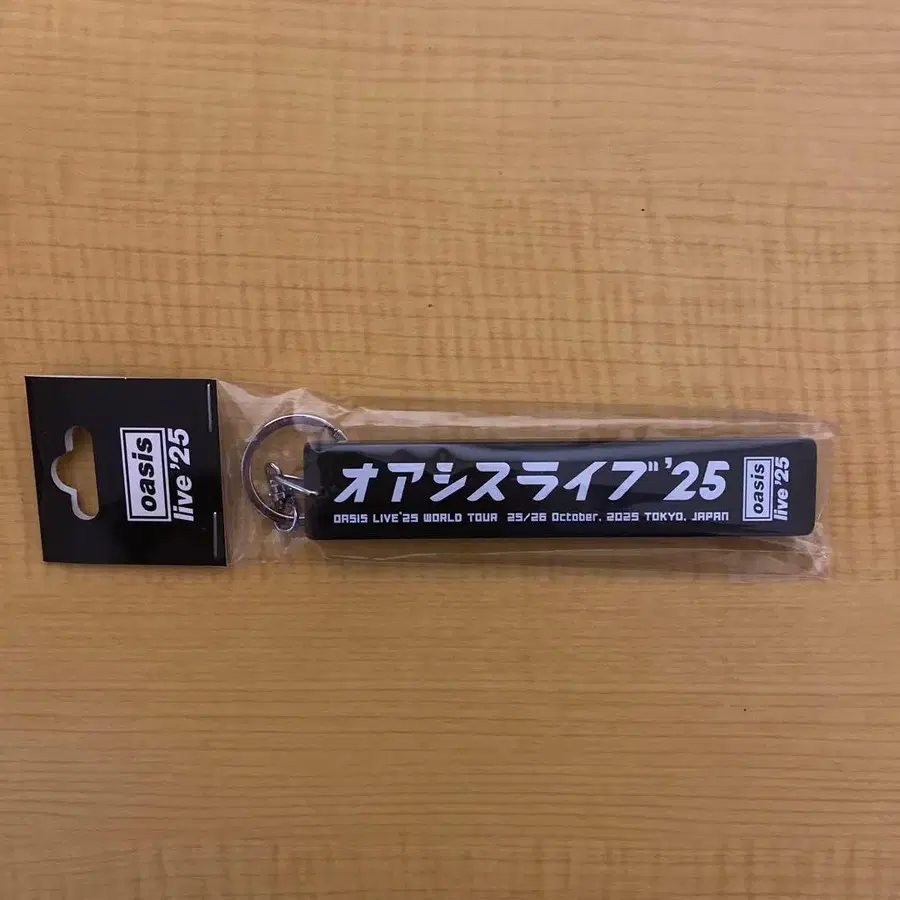 oasis
live '25
オアシスライブ'25
OASIS LIVE'25 WORLD TOUR 25/26 October, 2025 TOKYO, JAPAN
oasis
live '25